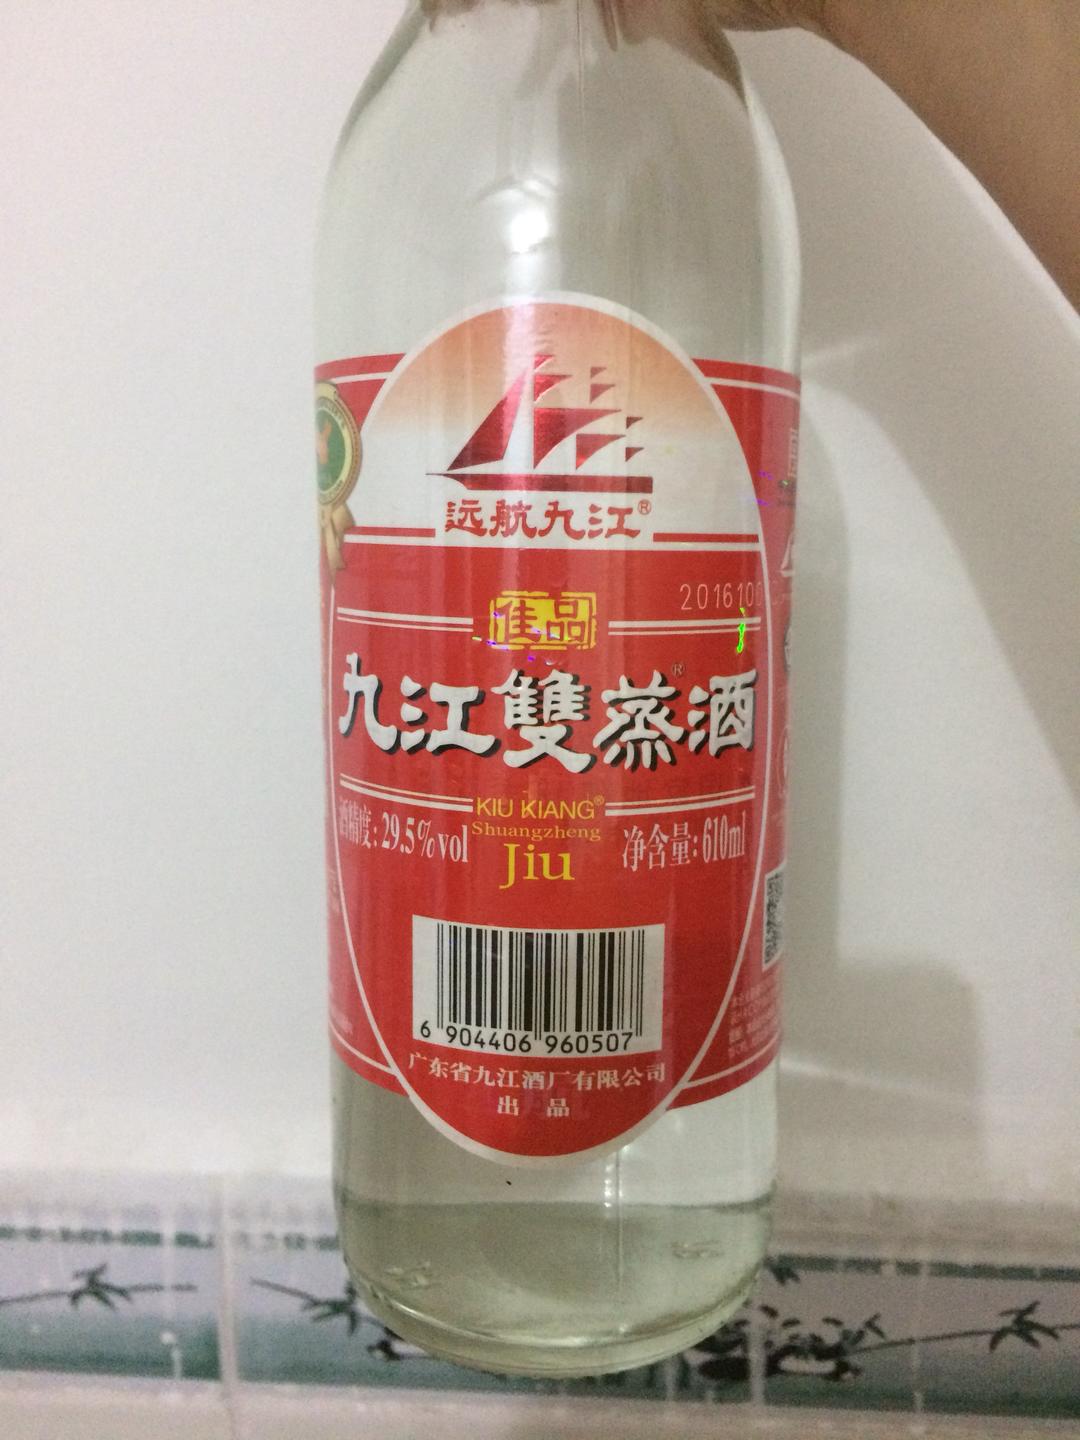 远航九江®
201610
佳品
九江雙蒸酒®
KIU KIANG®
酒精度:29.5%vol
Shuangzheng
净含量:610ml
Jiu
6 904406 960507
广东省九江酒厂有限公司
出 品